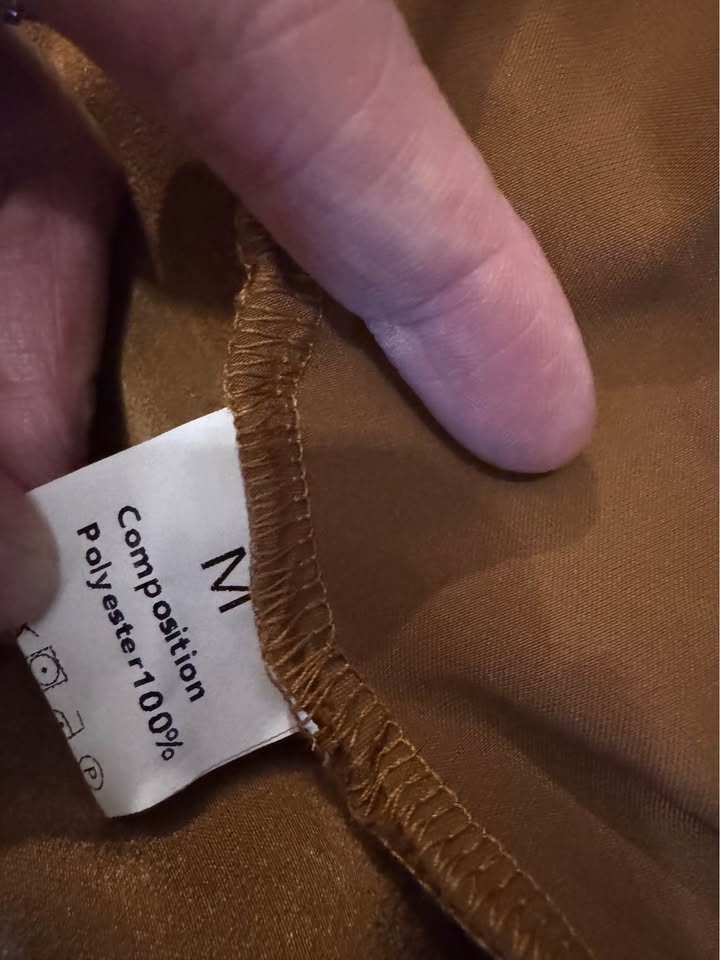 M
Composition
Polyester100%
P